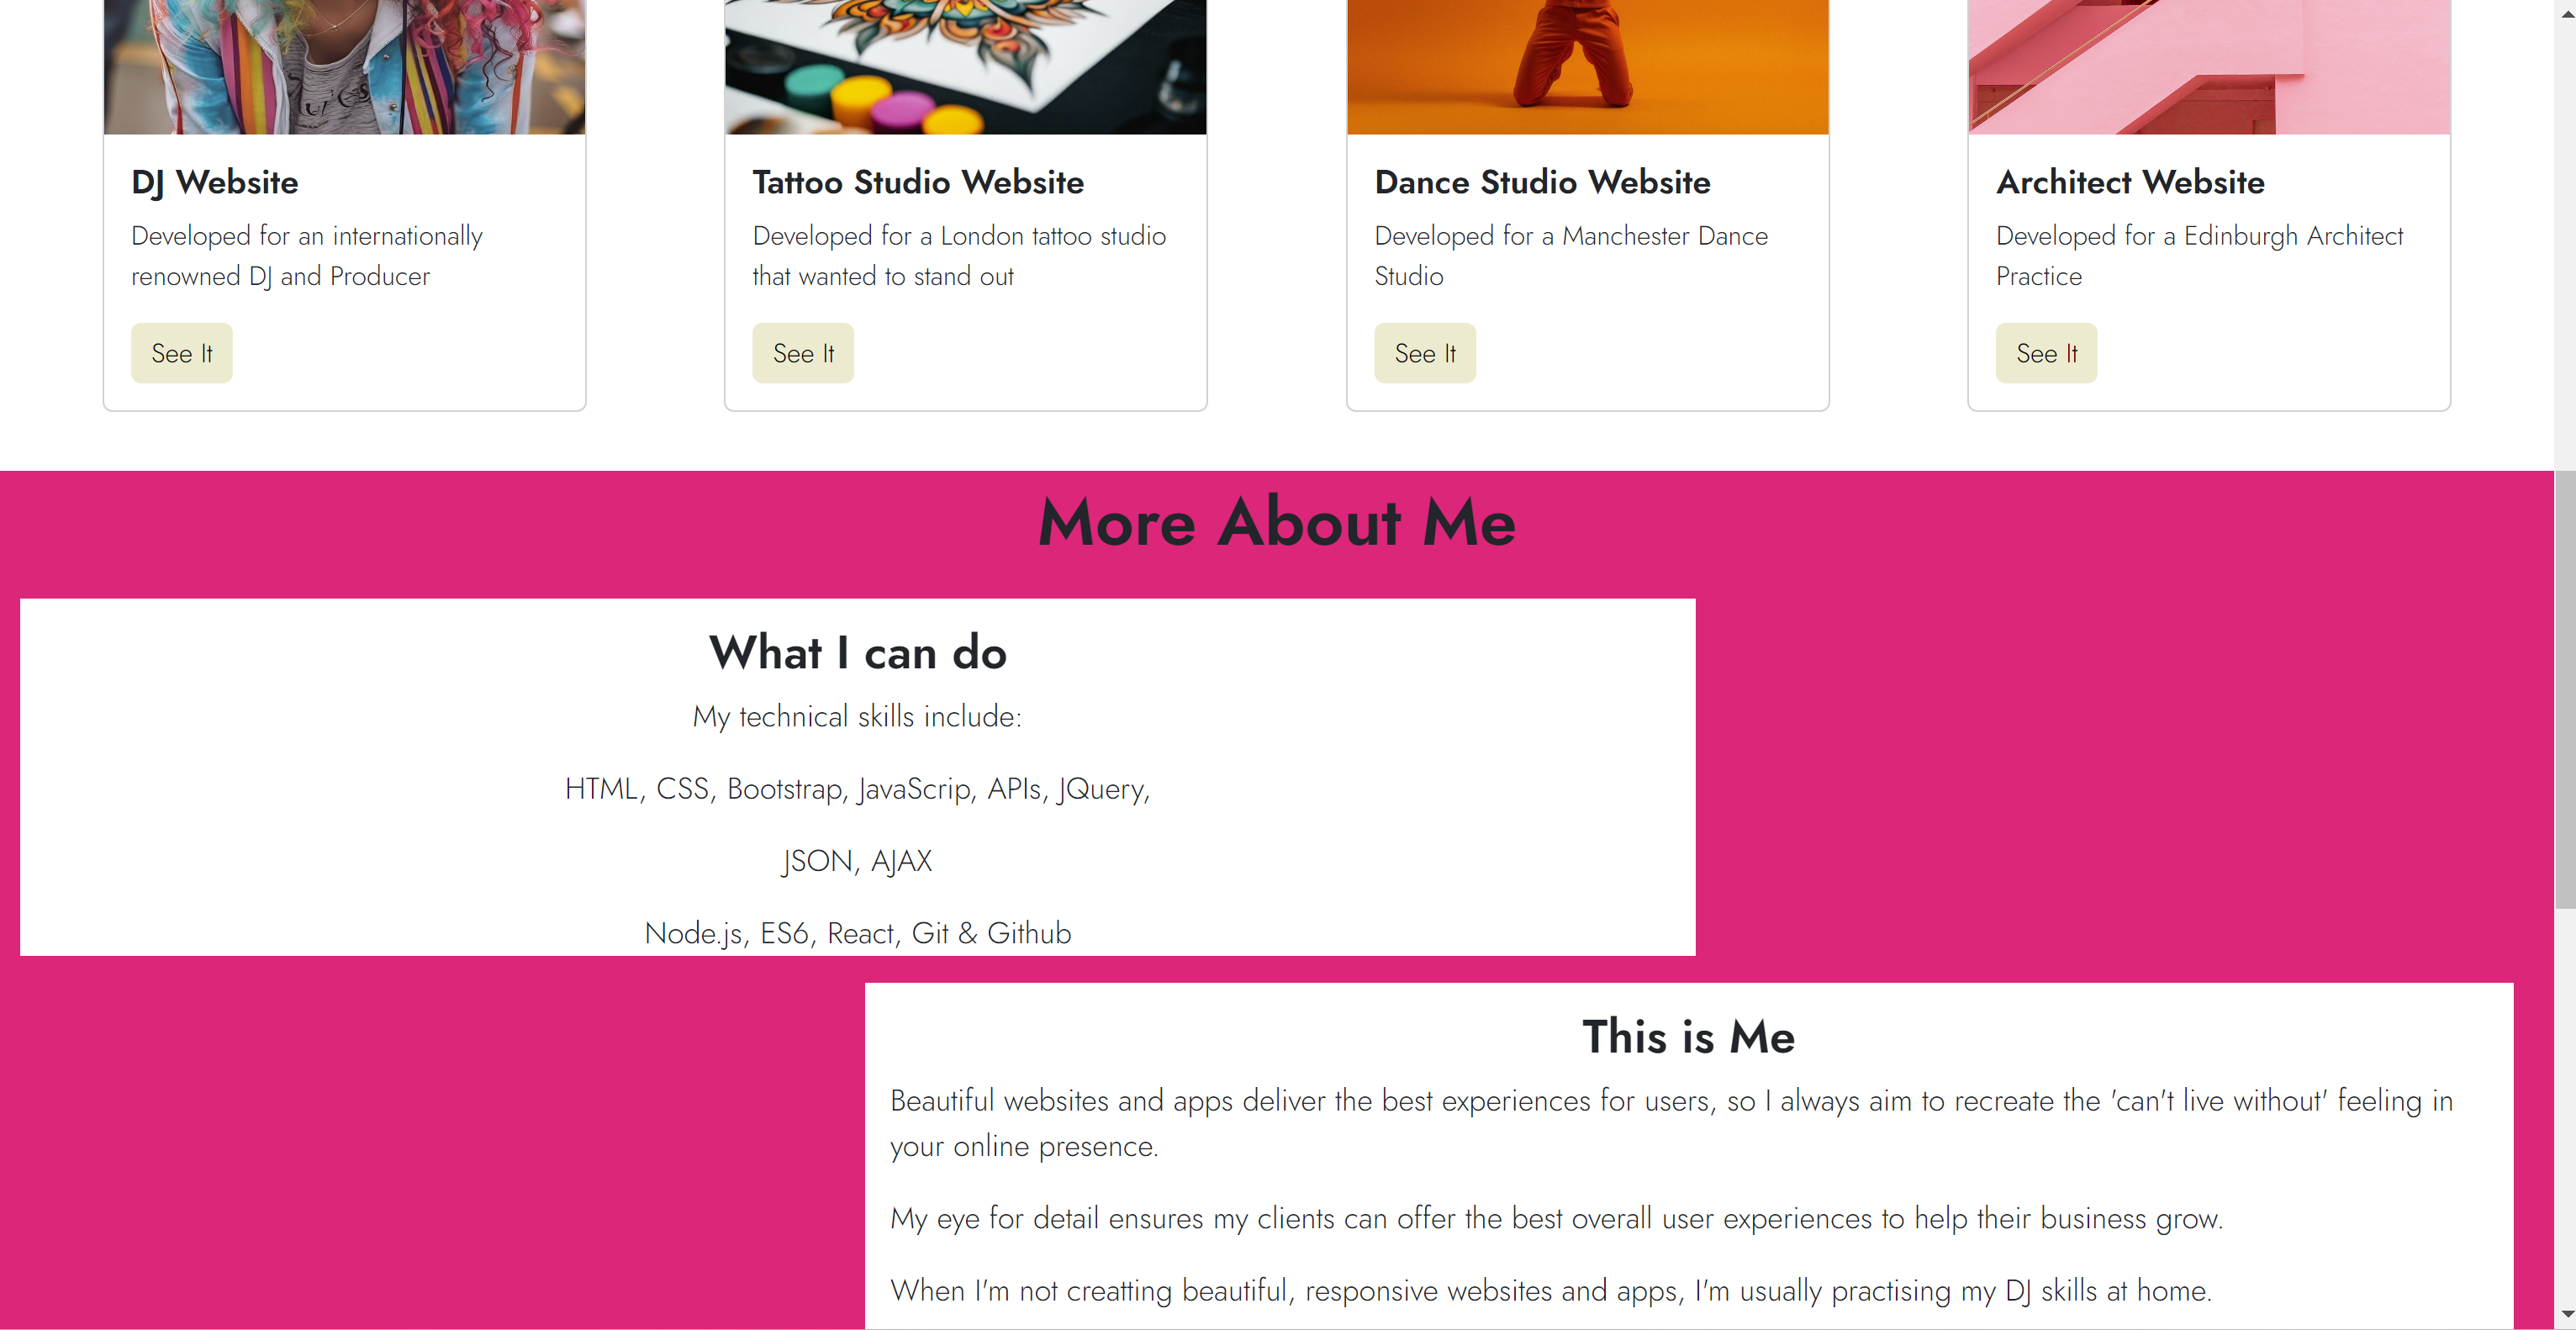 DJ Website
Developed for an internationally
renowned DJ and Producer
See It
Tattoo Studio Website
Developed for a London tattoo studio
that wanted to stand out
See It
Dance Studio Website
Developed for a Manchester Dance
Studio
See It
Architect Website
Developed for a Edinburgh Architect
Practice
See It
More About Me
What I can do
My technical skills include:
HTML, CSS, Bootstrap, JavaScrip, APIs, JQuery,
JSON, AJAX
Node.js, ES6, React, Git & Github
This is Me
Beautiful websites and apps deliver the best experiences for users, so I always aim to recreate the 'can't live without' feeling in
your online presence.
My eye for detail ensures my clients can offer the best overall user experiences to help their business grow.
When I'm not creatting beautiful, responsive websites and apps, I'm usually practising my DJ skills at home.